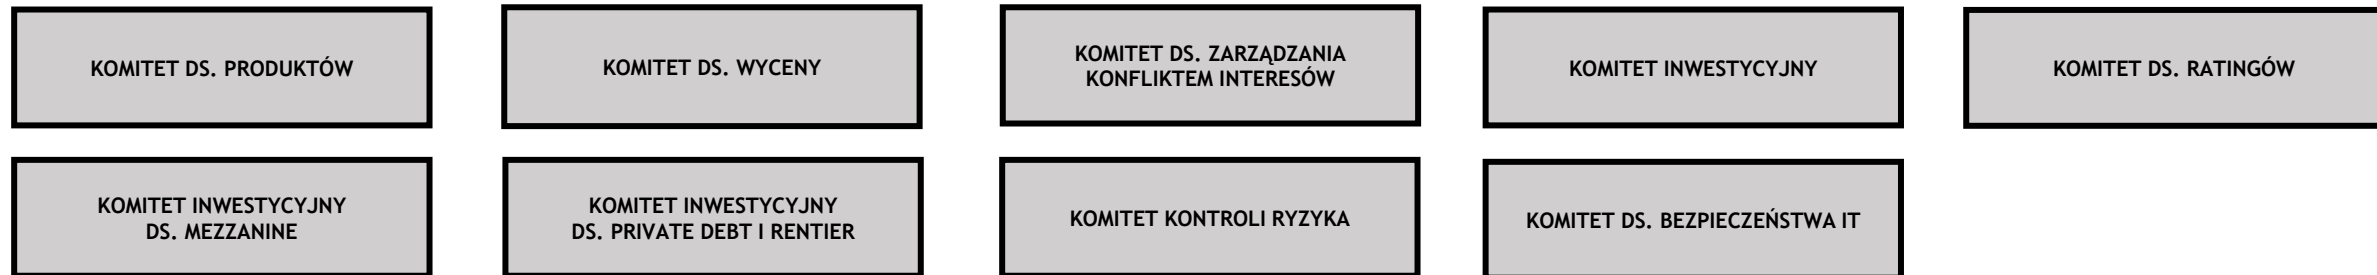 KOMITET DS. PRODUKTÓW
KOMITET DS. WYCENY
KOMITET DS. ZARZĄDZANIA
KONFLIKTEM INTERESÓW
KOMITET INWESTYCYJNY
KOMITET DS. RATINGÓW
KOMITET INWESTYCYJNY
DS. MEZZANINE
KOMITET INWESTYCYJNY
DS. PRIVATE DEBT I RENTIER
KOMITET KONTROLI RYZYKA
KOMITET DS. BEZPIECZEŃSTWA IT